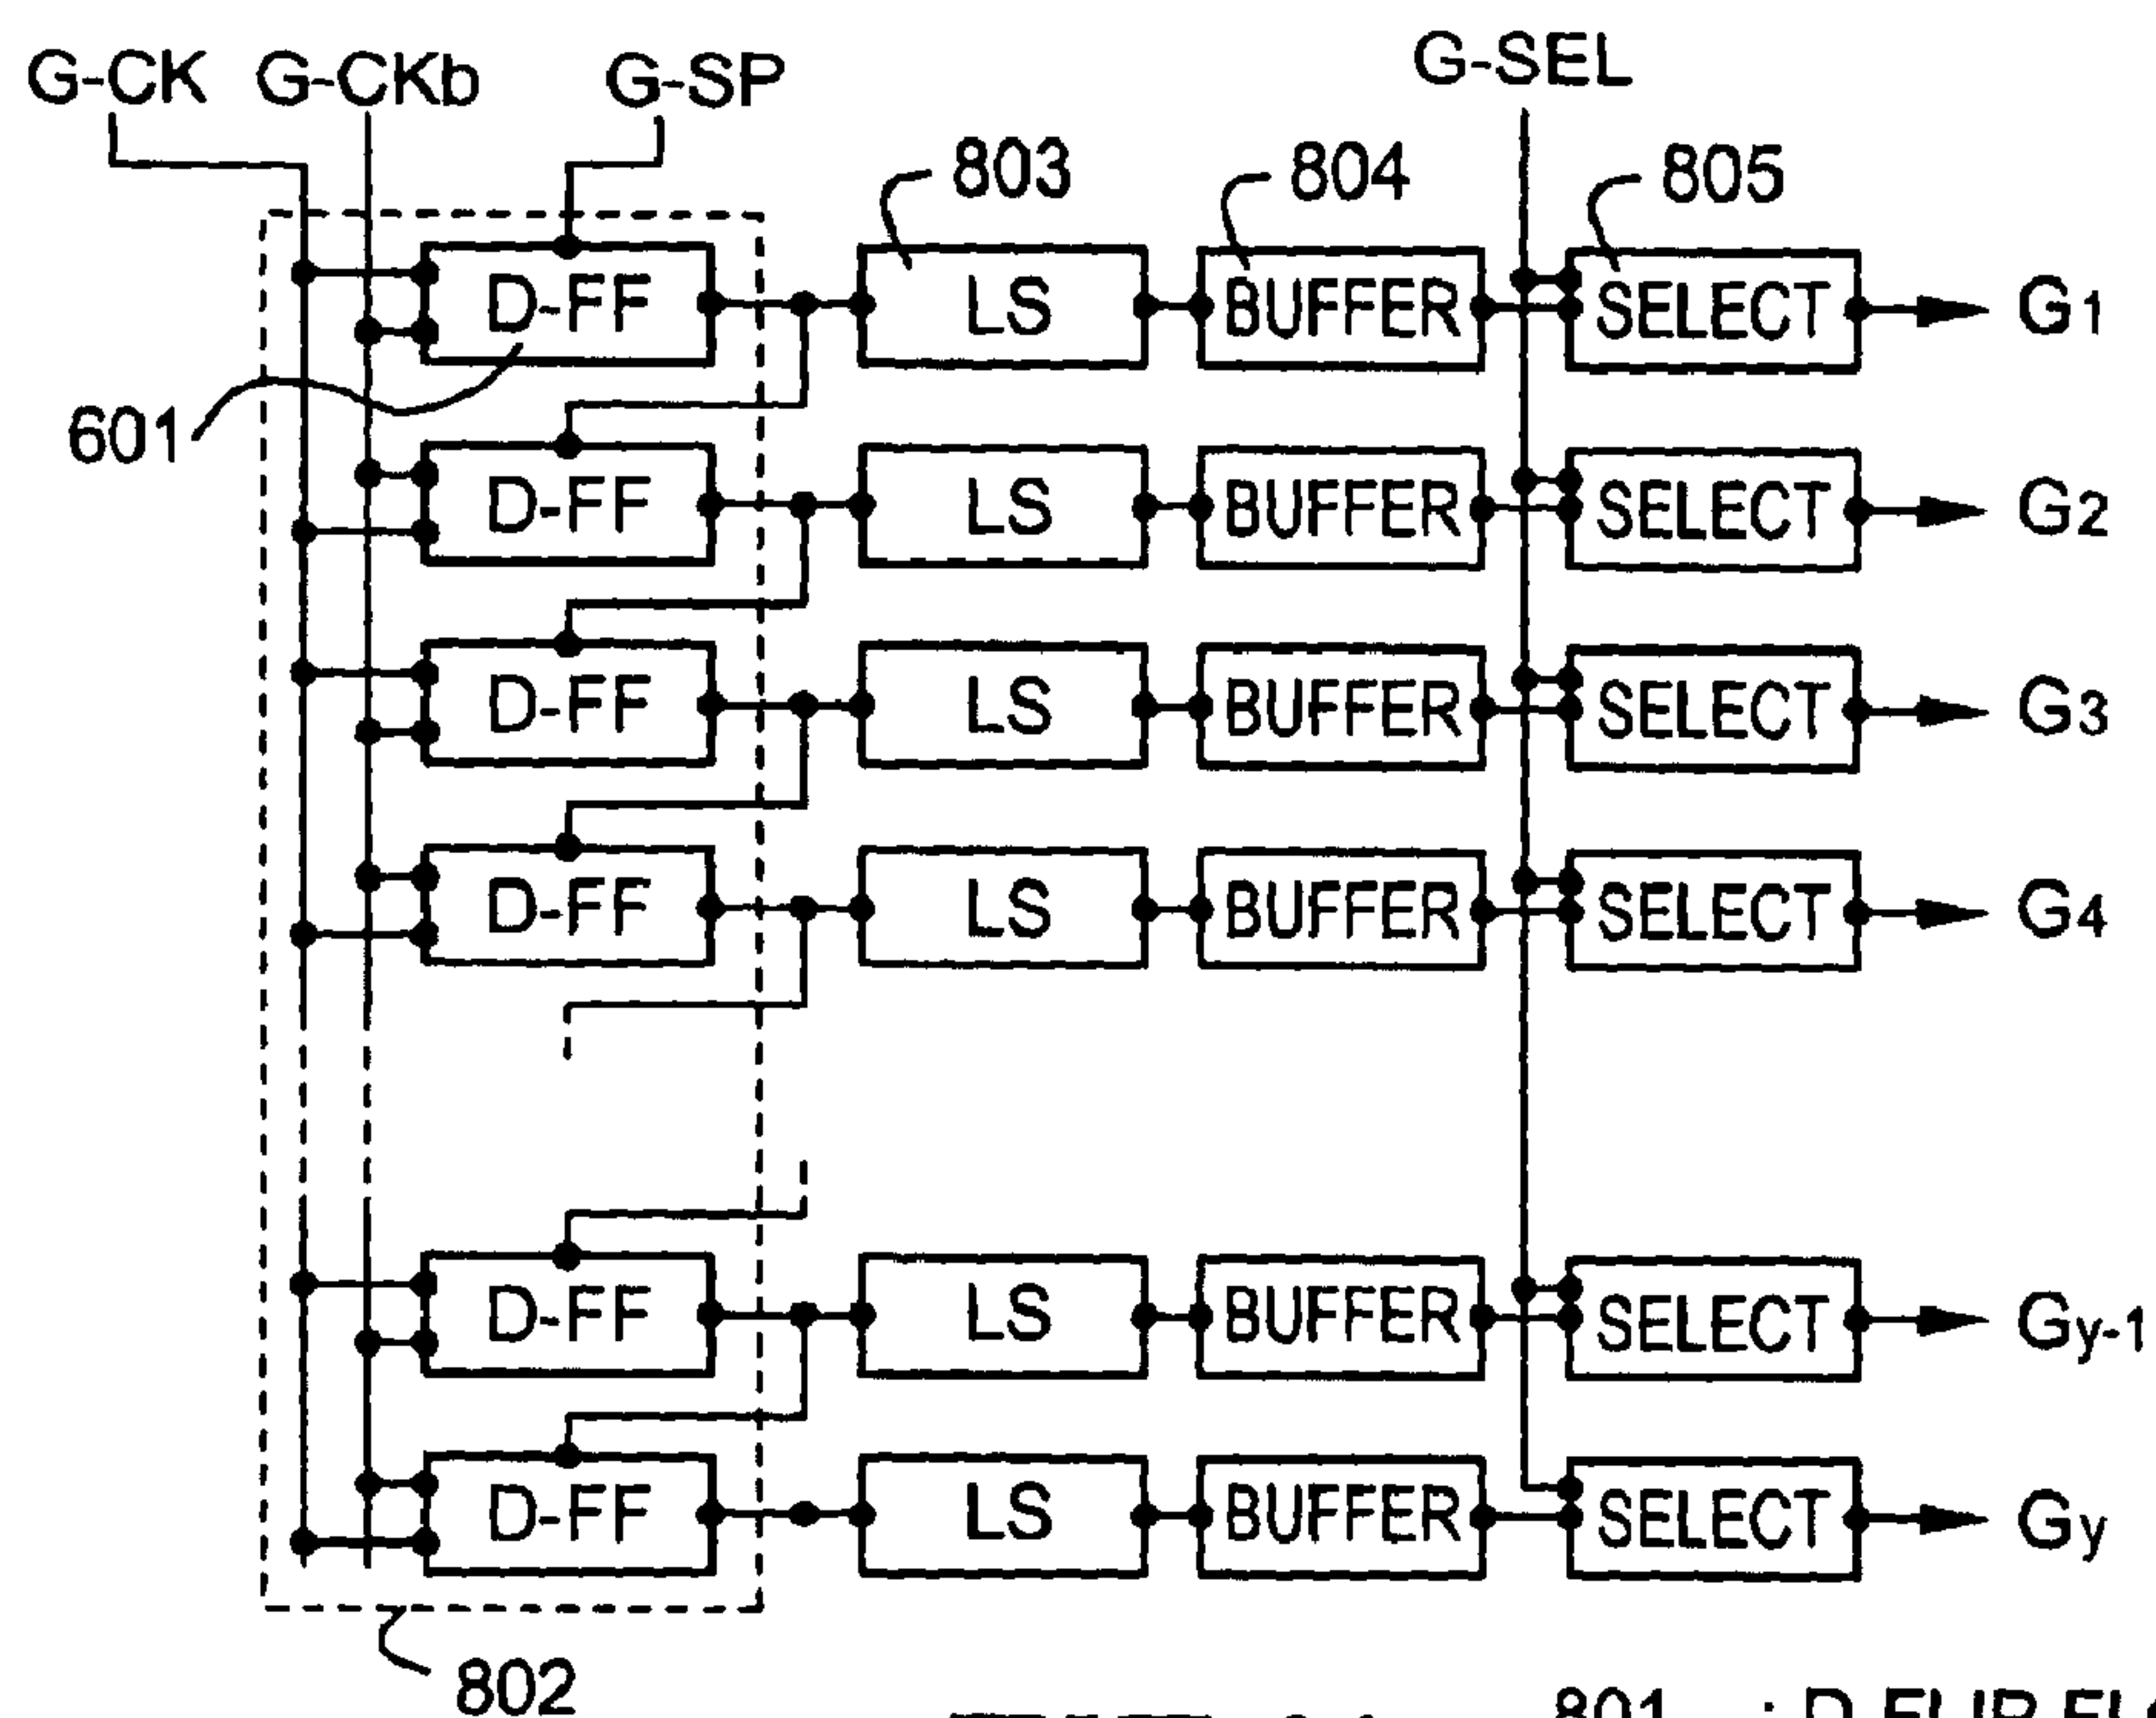 G-CK G-CKb G-SP G-SEL
803 804 805
D-FF LS BUFFER SELECT G1
601
D-FF LS BUFFER SELECT G2
D-FF LS BUFFER SELECT G3
D-FF LS BUFFER SELECT G4
D-FF LS BUFFER SELECT Gy-1
D-FF LS BUFFER SELECT Gy
802
801 :